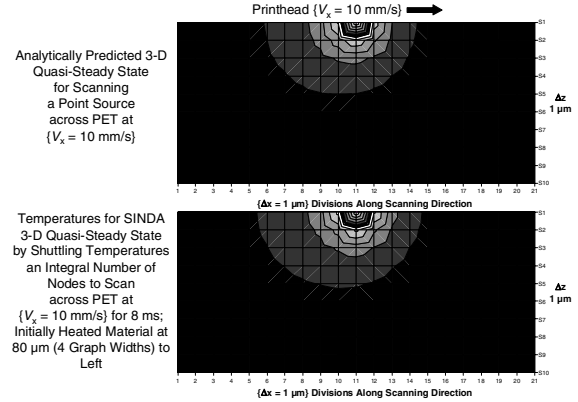 Printhead {Vx = 10 mm/s}
Analytically Predicted 3-D
Quasi-Steady State
for Scanning
a Point Source
across PET at
{Vx = 10 mm/s}
S1
S2
S3
S4
S5
S6
S7
S8
S9
S10
Δz
1 µm
1 2 3 4 5 6 7 8 9 10 11 12 13 14 15 16 17 18 19 20 21
{Δx = 1 µm} Divisions Along Scanning Direction
Temperatures for SINDA
3-D Quasi-Steady State
by Shuttling Temperatures
an Integral Number of
Nodes to Scan
across PET at
{Vx = 10 mm/s} for 8 ms;
Initially Heated Material at
80 µm (4 Graph Widths) to
Left
S1
S2
S3
S4
S5
S6
S7
S8
S9
S10
Δz
1 µm
1 2 3 4 5 6 7 8 9 10 11 12 13 14 15 16 17 18 19 20 21
{Δx = 1 µm} Divisions Along Scanning Direction